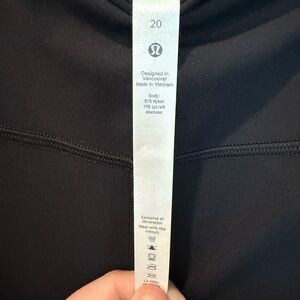 20
Designed in
Vancouver
Made in Vietnam
Body:
81% Nylon
19% Lycra®
elastane
Exclusive of
decoration
Wash with like
colours